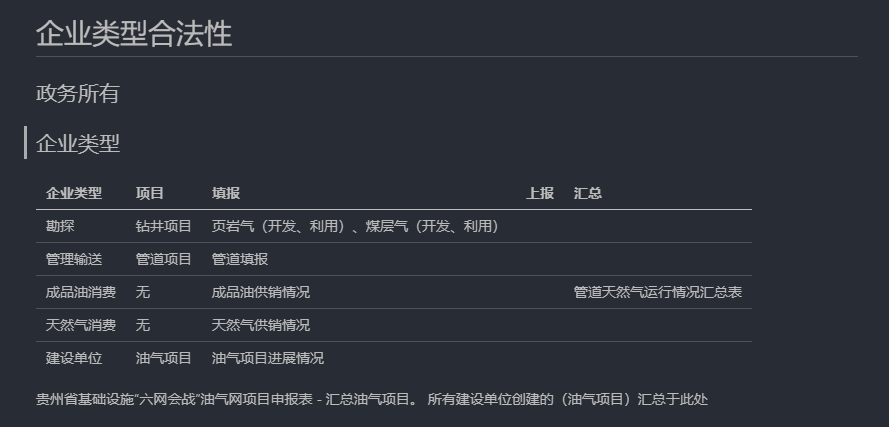 企业类型合法性
政务所有
企业类型
企业类型 项目 填报 上报 汇总
勘探 钻井项目 页岩气（开发、利用）、煤层气（开发、利用）
管理输送 管道项目 管道填报
成品油消费 无 成品油供销情况 管道天然气运行情况汇总表
天然气消费 无 天然气供销情况
建设单位 油气项目 油气项目进展情况
贵州省基础设施“六网会战”油气网项目申报表 - 汇总油气项目。 所有建设单位创建的（油气项目）汇总于此处